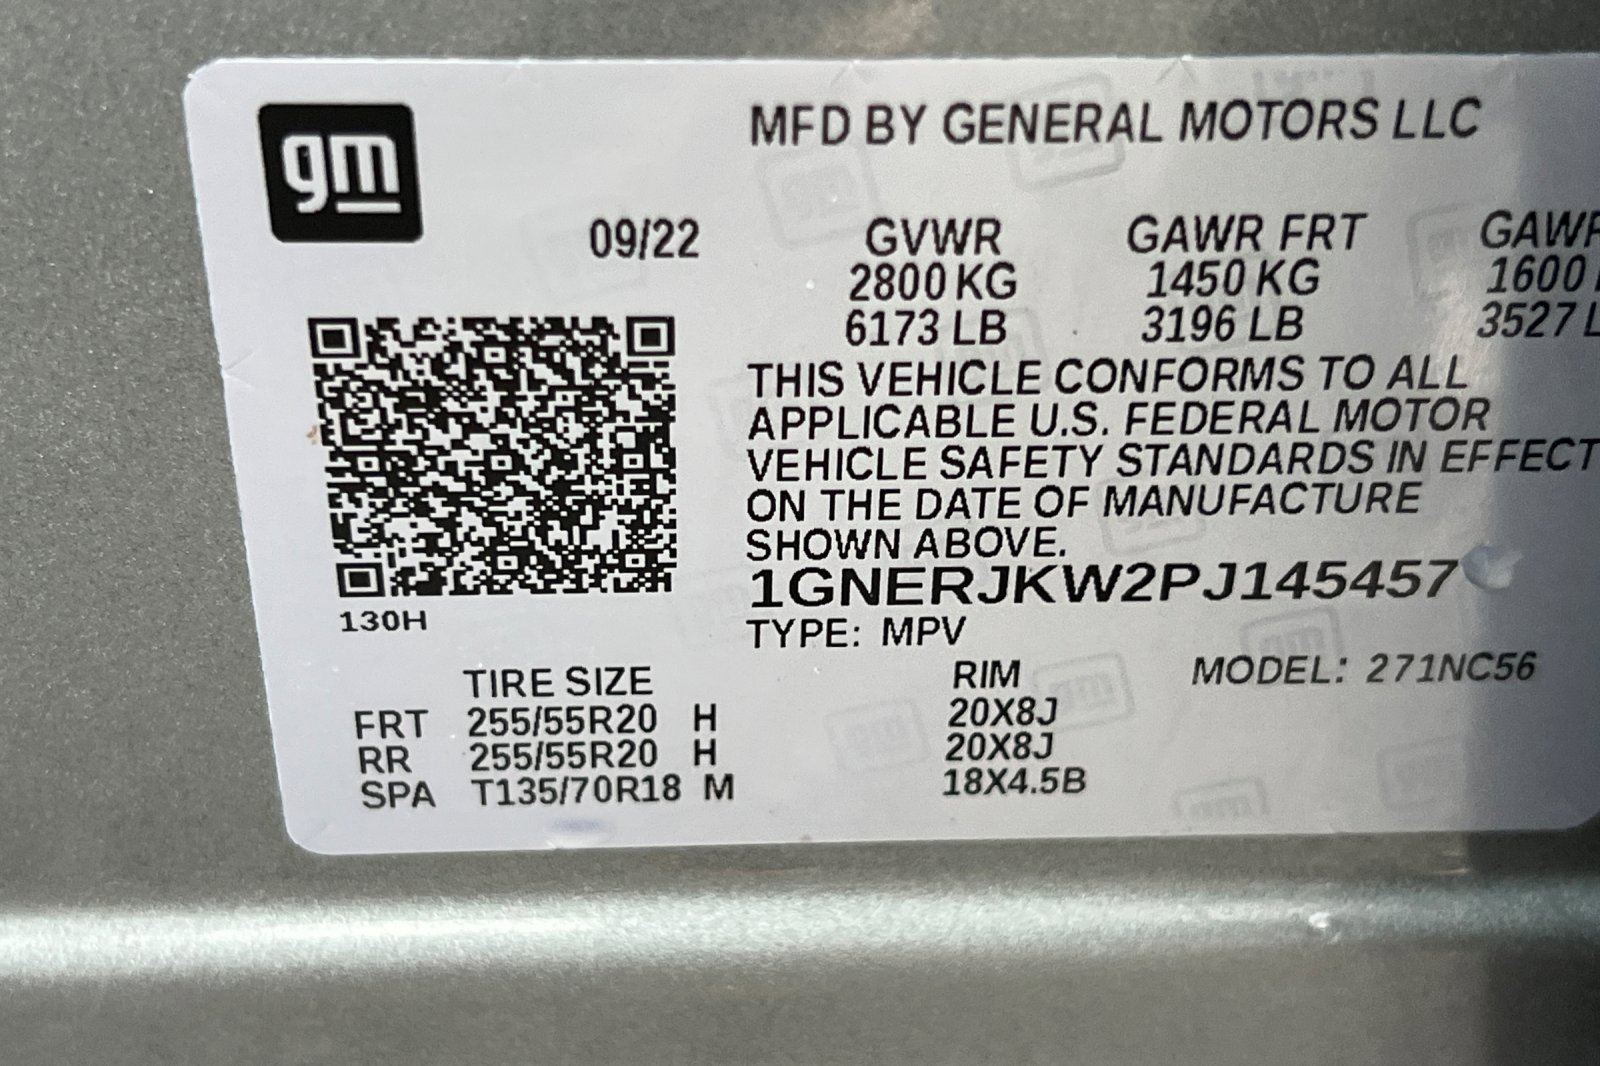 gm
MFD BY GENERAL MOTORS LLC
09/22
GVWR GAWR FRT
2800 KG 1450 KG 1600
6173 LB 3196 LB 3527
THIS VEHICLE CONFORMS TO ALL
APPLICABLE U.S. FEDERAL MOTOR
VEHICLE SAFETY STANDARDS IN EFFECT
ON THE DATE OF MANUFACTURE
SHOWN ABOVE.
1GNERJKW2PJ145457
130H
TYPE: MPV
MODEL: 271NC56
TIRE SIZE RIM
FRT 255/55R20 H 20X8J
RR 255/55R20 H 20X8J
SPA T135/70R18 M 18X4.5B